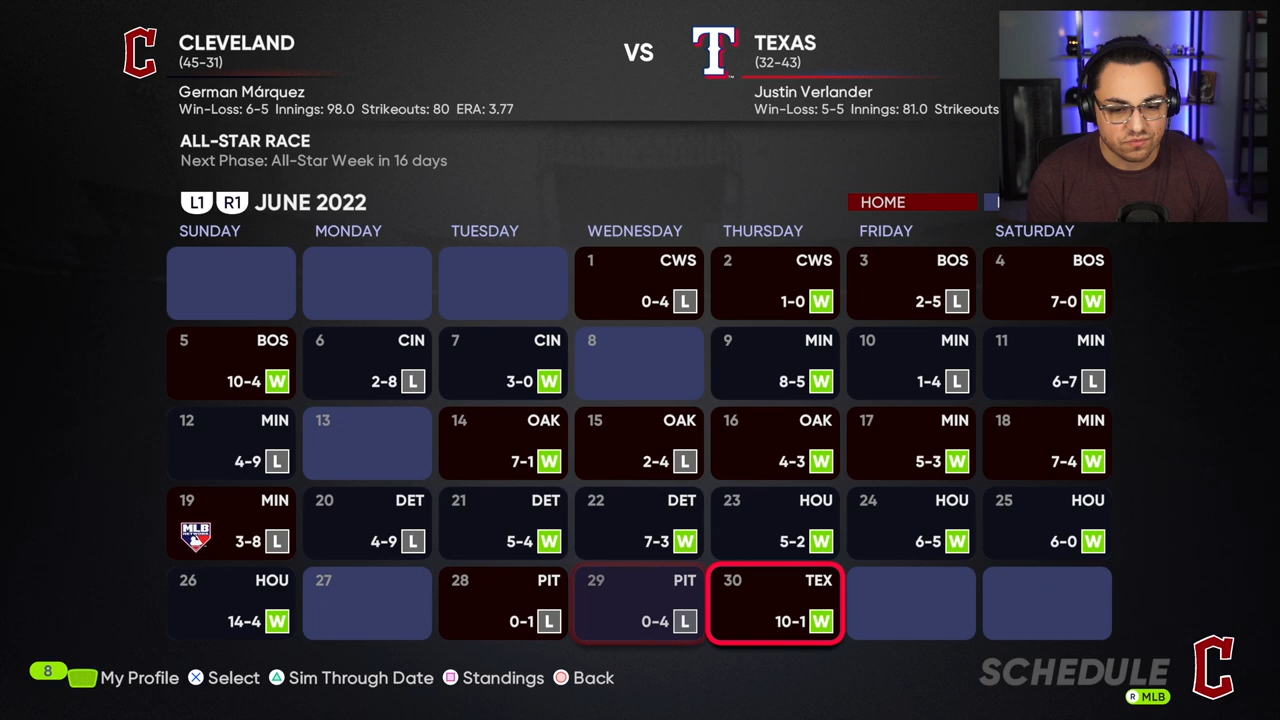 CLEVELAND
(45-31)
VS
TEXAS
(32-43)
German Márquez
Win-Loss: 6-5 Innings: 98.0 Strikeouts: 80 ERA: 3.77
Justin Verlander
Win-Loss: 5-5 Innings: 81.0 Strikeouts
ALL-STAR RACE
Next Phase: All-Star Week in 16 days
L1 R1 JUNE 2022
HOME
SUNDAY MONDAY TUESDAY WEDNESDAY THURSDAY FRIDAY SATURDAY
1 CWS 2 CWS 3 BOS 4 BOS
0-4 L 1-0 W 2-5 L 7-0 W
5 BOS 6 CIN 7 CIN 8 9 MIN 10 MIN 11 MIN
10-4 W 2-8 L 3-0 W 8-5 W 1-4 L 6-7 L
12 MIN 13 14 OAK 15 OAK 16 OAK 17 MIN 18 MIN
4-9 L 7-1 W 2-4 L 4-3 W 5-3 W 7-4 W
19 MIN 20 DET 21 DET 22 DET 23 HOU 24 HOU 25 HOU
MLB NETWORK 3-8 L 4-9 L 5-4 W 7-3 W 5-2 W 6-5 W 6-0 W
26 HOU 27 28 PIT 29 PIT 30 TEX
14-4 W 0-1 L 0-4 L 10-1 W
8 My Profile Select Sim Through Date Standings Back
SCHEDULE
R MLB